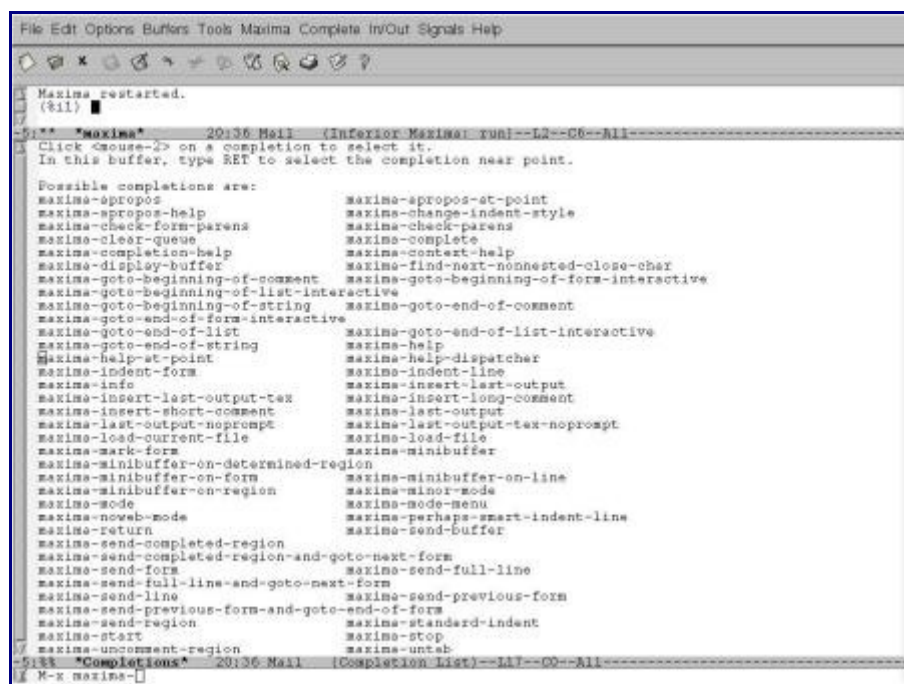 File Edit Options Buffers Tools Maxima Complete In/Out Signals Help
Maxima restarted.
(%i1)
-5:** *maxima* 20:36 Mail (Inferior Maxima: run)--L2--C6--All
Click <mouse-2> on a completion to select it.
In this buffer, type RET to select the completion near point.
Possible completions are:
maxima-apropos maxima-apropos-at-point
maxima-apropos-help maxima-change-indent-style
maxima-check-form-parens maxima-check-parens
maxima-clear-queue maxima-complete
maxima-completion-help maxima-context-help
maxima-display-buffer maxima-find-next-nonnested-close-char
maxima-goto-beginning-of-comment maxima-goto-beginning-of-form-interactive
maxima-goto-beginning-of-list-interactive
maxima-goto-beginning-of-string maxima-goto-end-of-comment
maxima-goto-end-of-form-interactive
maxima-goto-end-of-list maxima-goto-end-of-list-interactive
maxima-goto-end-of-string maxima-help
maxima-help-at-point maxima-help-dispatcher
maxima-indent-form maxima-indent-line
maxima-info maxima-insert-last-output
maxima-insert-last-output-tex maxima-insert-long-comment
maxima-insert-short-comment maxima-last-output
maxima-last-output-noprompt maxima-last-output-tex-noprompt
maxima-load-current-file maxima-load-file
maxima-mark-form maxima-minibuffer
maxima-minibuffer-on-determined-region
maxima-minibuffer-on-form maxima-minibuffer-on-line
maxima-minibuffer-on-region maxima-minor-mode
maxima-mode maxima-mode-menu
maxima-noweb-mode maxima-perhaps-smart-indent-line
maxima-return maxima-send-buffer
maxima-send-completed-region
maxima-send-completed-region-and-goto-next-form
maxima-send-form maxima-send-full-line
maxima-send-full-line-and-goto-next-form
maxima-send-line maxima-send-previous-form
maxima-send-previous-form-and-goto-end-of-form
maxima-send-region maxima-standard-indent
maxima-start maxima-stop
maxima-uncomment-region maxima-untab
-5:%% *Completions* 20:36 Mail (Completion List)--L17--C0--All
M-x maxima-